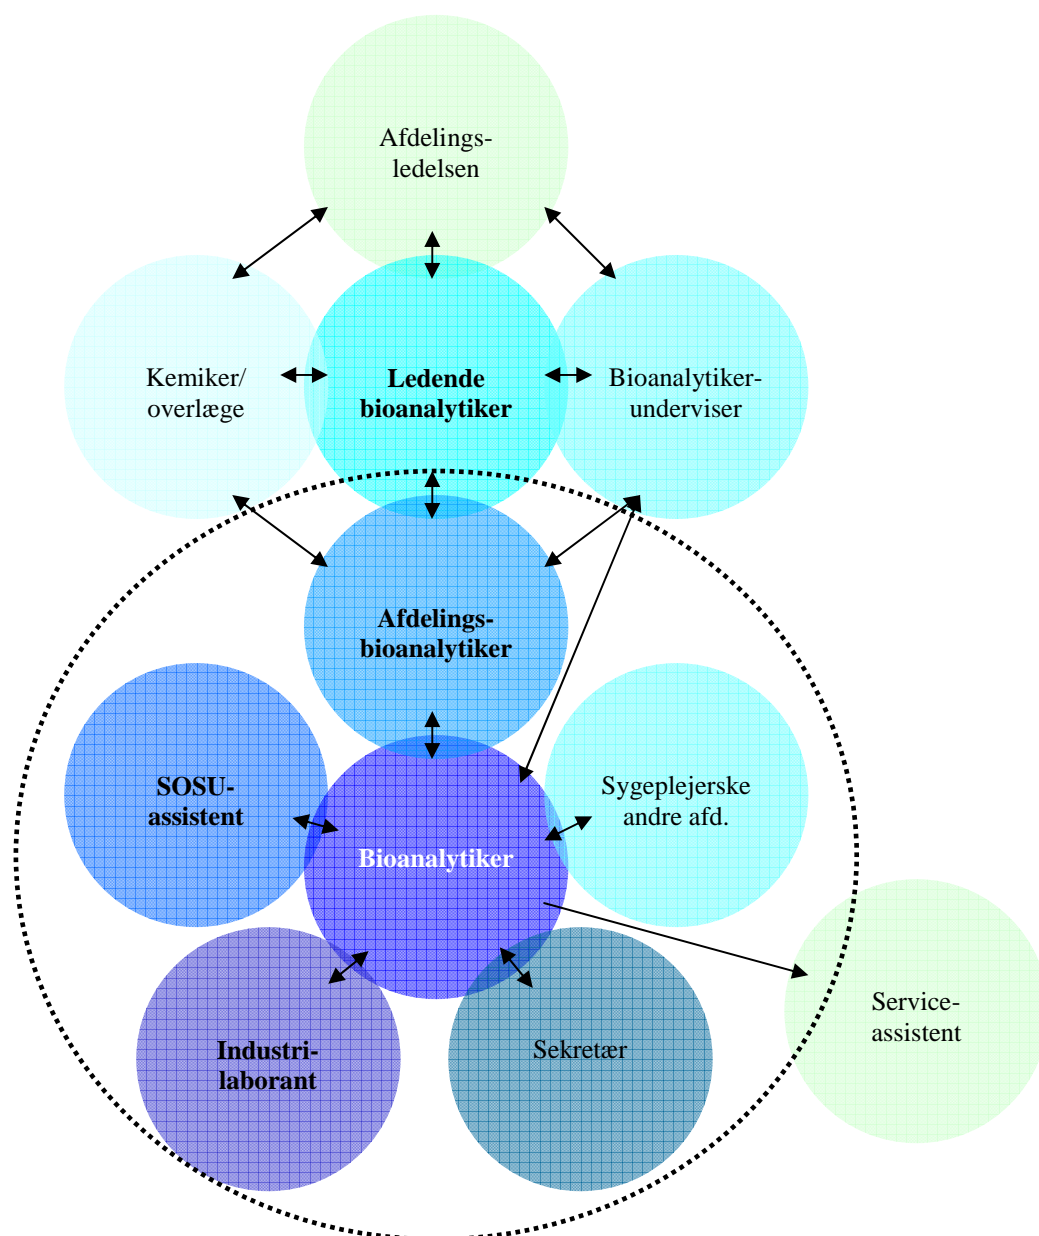 Afdelings-
ledelsen
Kemiker/
overlæge
Ledende
bioanalytiker
Bioanalytiker-
underviser
Afdelings-
bioanalytiker
SOSU-
assistent
Sygeplejerske
andre afd.
Bioanalytiker
Service-
assistent
Industri-
laborant
Sekretær